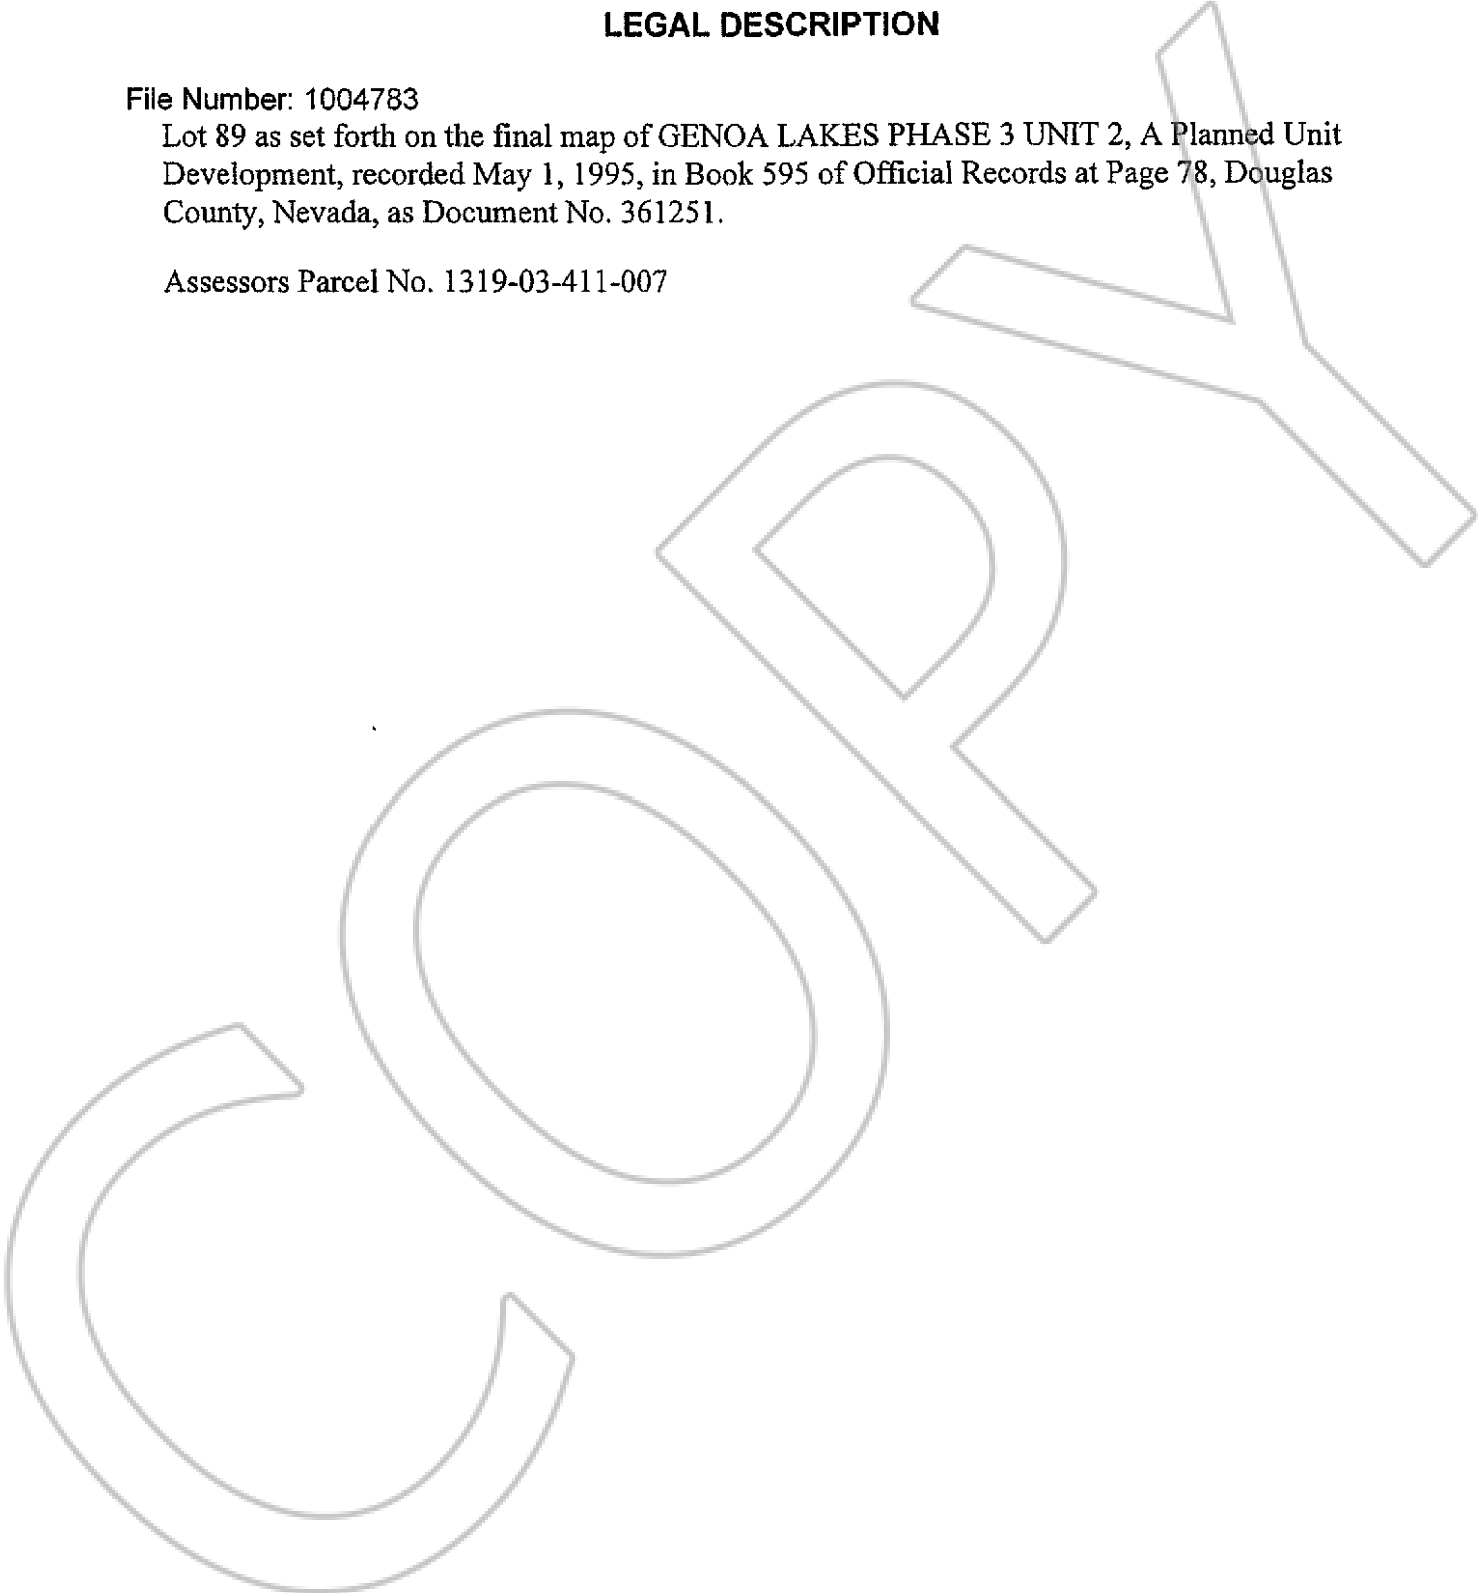 LEGAL DESCRIPTION
File Number: 1004783
Lot 89 as set forth on the final map of GENOA LAKES PHASE 3 UNIT 2, A Planned Unit
Development, recorded May 1, 1995, in Book 595 of Official Records at Page 78, Douglas
County, Nevada, as Document No. 361251.
Assessors Parcel No. 1319-03-411-007
COPY